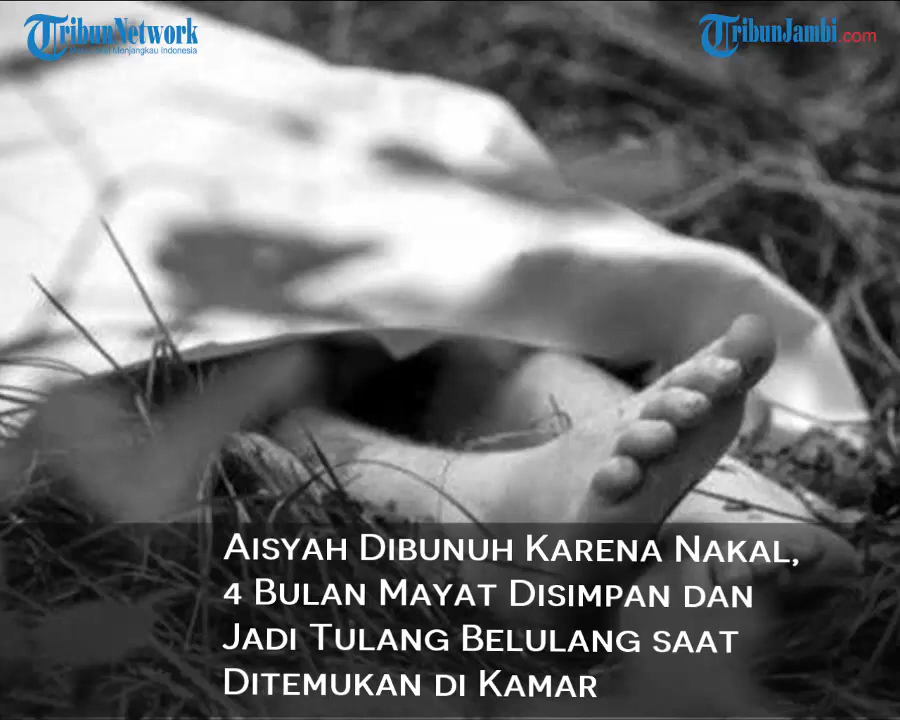 TribunNetwork
TribunJambi.com
Menjangkau Indonesia
Aisyah Dibunuh Karena Nakal,
4 Bulan Mayat Disimpan dan
Jadi Tulang Belulang saat
Ditemukan di Kamar